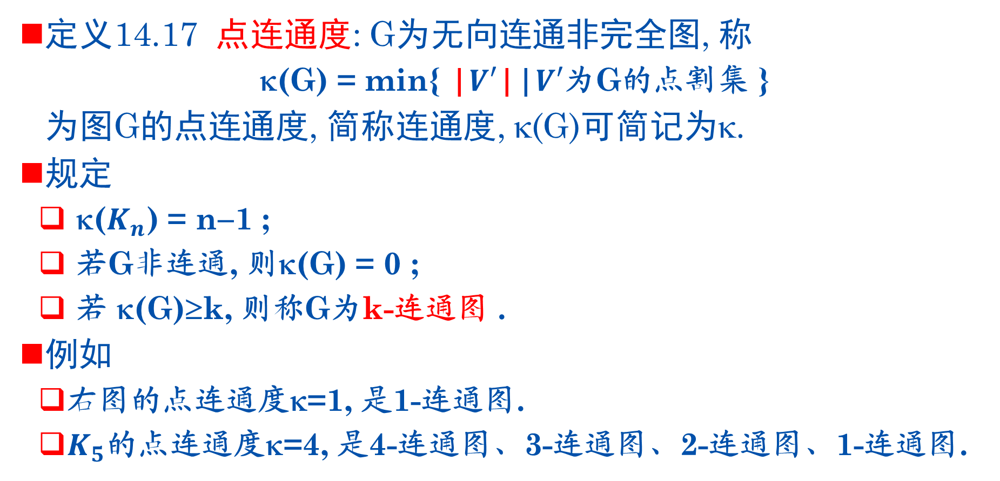 ■定义14.17 点连通度: G为无向连通非完全图, 称
κ(G) = min{ |V′| |V′为G的点割集 }
为图G的点连通度, 简称连通度, κ(G)可简记为κ.
■规定
❑ κ(Kₙ) = n–1 ;
❑ 若G非连通, 则κ(G) = 0 ;
❑ 若 κ(G)≥k, 则称G为k-连通图 .
■例如
❑右图的点连通度κ=1, 是1-连通图.
❑K₅的点连通度κ=4, 是4-连通图、3-连通图、2-连通图、1-连通图.